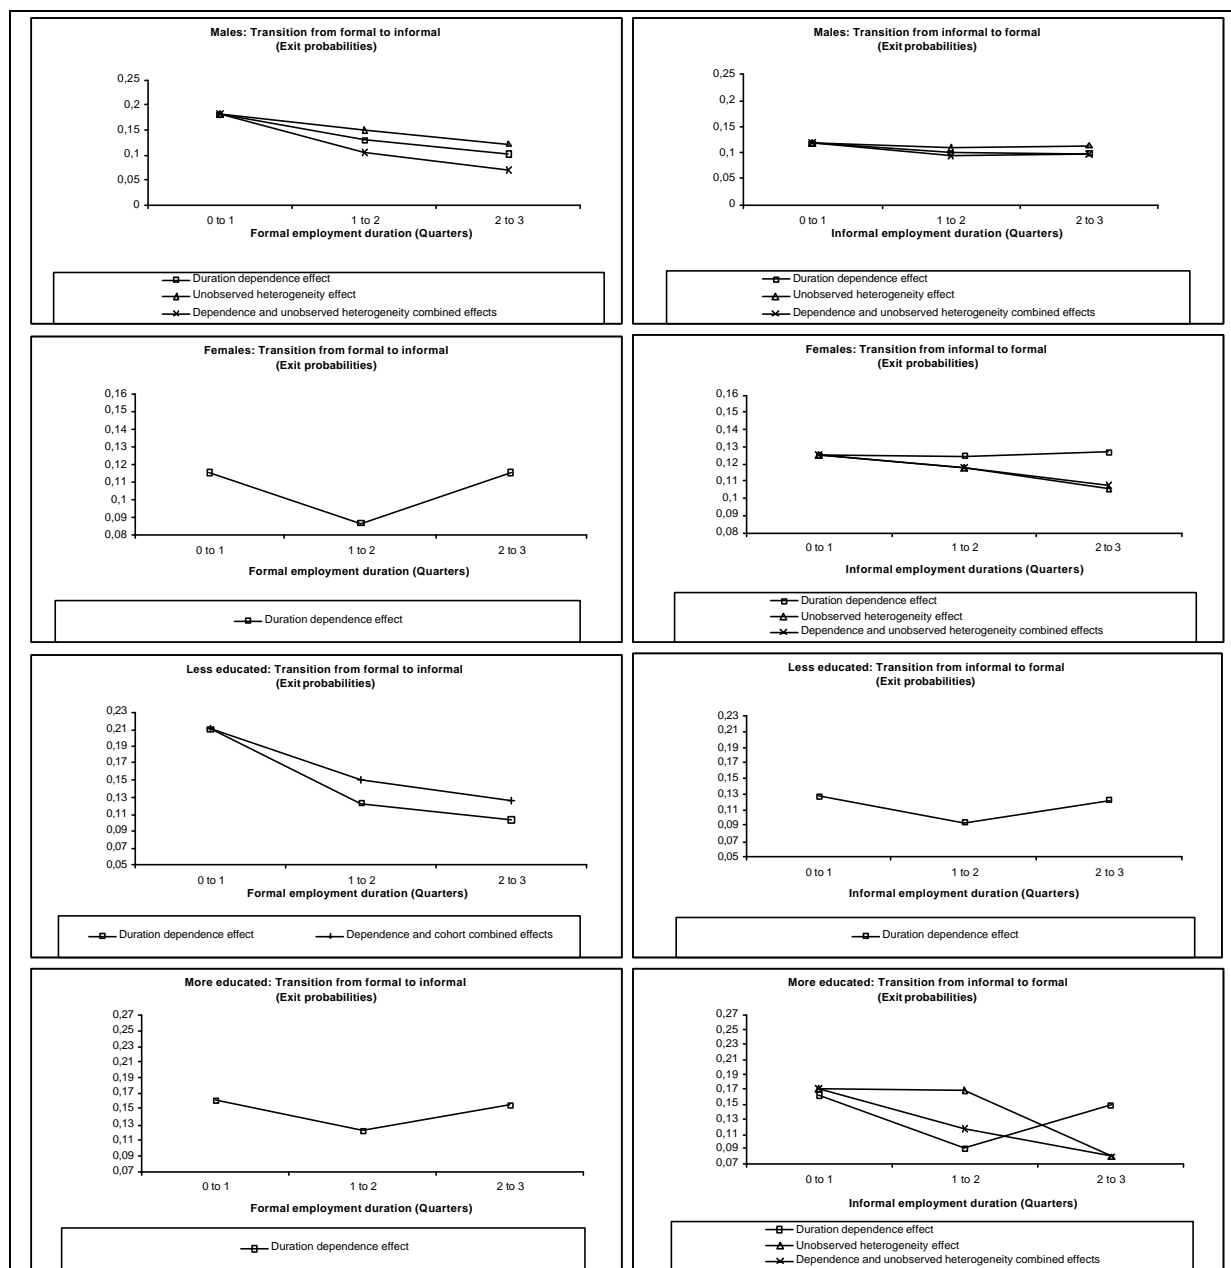 Males: Transition from formal to informal
(Exit probabilities)
0,25
0,2
0,15
0,1
0,05
0
0 to 1
1 to 2
2 to 3
Formal employment duration (Quarters)
Duration dependence effect
Unobserved heterogeneity effect
Dependence and unobserved heterogeneity combined effects
Males: Transition from informal to formal
(Exit probabilities)
0,25
0,2
0,15
0,1
0,05
0
0 to 1
1 to 2
2 to 3
Informal employment duration (Quarters)
Duration dependence effect
Unobserved heterogeneity effect
Dependence and unobserved heterogeneity combined effects
Females: Transition from formal to informal
(Exit probabilities)
0,16
0,15
0,14
0,13
0,12
0,11
0,1
0,09
0,08
0 to 1
1 to 2
2 to 3
Formal employment duration (Quarters)
Duration dependence effect
Females: Transition from informal to formal
(Exit probabilities)
0,16
0,15
0,14
0,13
0,12
0,11
0,1
0,09
0,08
0 to 1
1 to 2
2 to 3
Informal employment durations (Quarters)
Duration dependence effect
Unobserved heterogeneity effect
Dependence and unobserved heterogeneity combined effects
Less educated: Transition from formal to informal
(Exit probabilities)
0,23
0,21
0,19
0,17
0,15
0,13
0,11
0,09
0,07
0,05
0 to 1
1 to 2
2 to 3
Formal employment duration (Quarters)
Duration dependence effect
Dependence and cohort combined effects
Less educated: Transition from informal to formal
(Exit probabilities)
0,23
0,21
0,19
0,17
0,15
0,13
0,11
0,09
0,07
0,05
0 to 1
1 to 2
2 to 3
Informal employment duration (Quarters)
Duration dependence effect
More educated: Transition from formal to informal
(Exit probabilities)
0,27
0,25
0,23
0,21
0,19
0,17
0,15
0,13
0,11
0,09
0,07
0 to 1
1 to 2
2 to 3
Formal employment duration (Quarters)
Duration dependence effect
More educated: Transition from informal to formal
(Exit probabilities)
0,27
0,25
0,23
0,21
0,19
0,17
0,15
0,13
0,11
0,09
0,07
0 to 1
1 to 2
2 to 3
Informal employment duration (Quarters)
Duration dependence effect
Unobserved heterogeneity effect
Dependence and unobserved heterogeneity combined effects